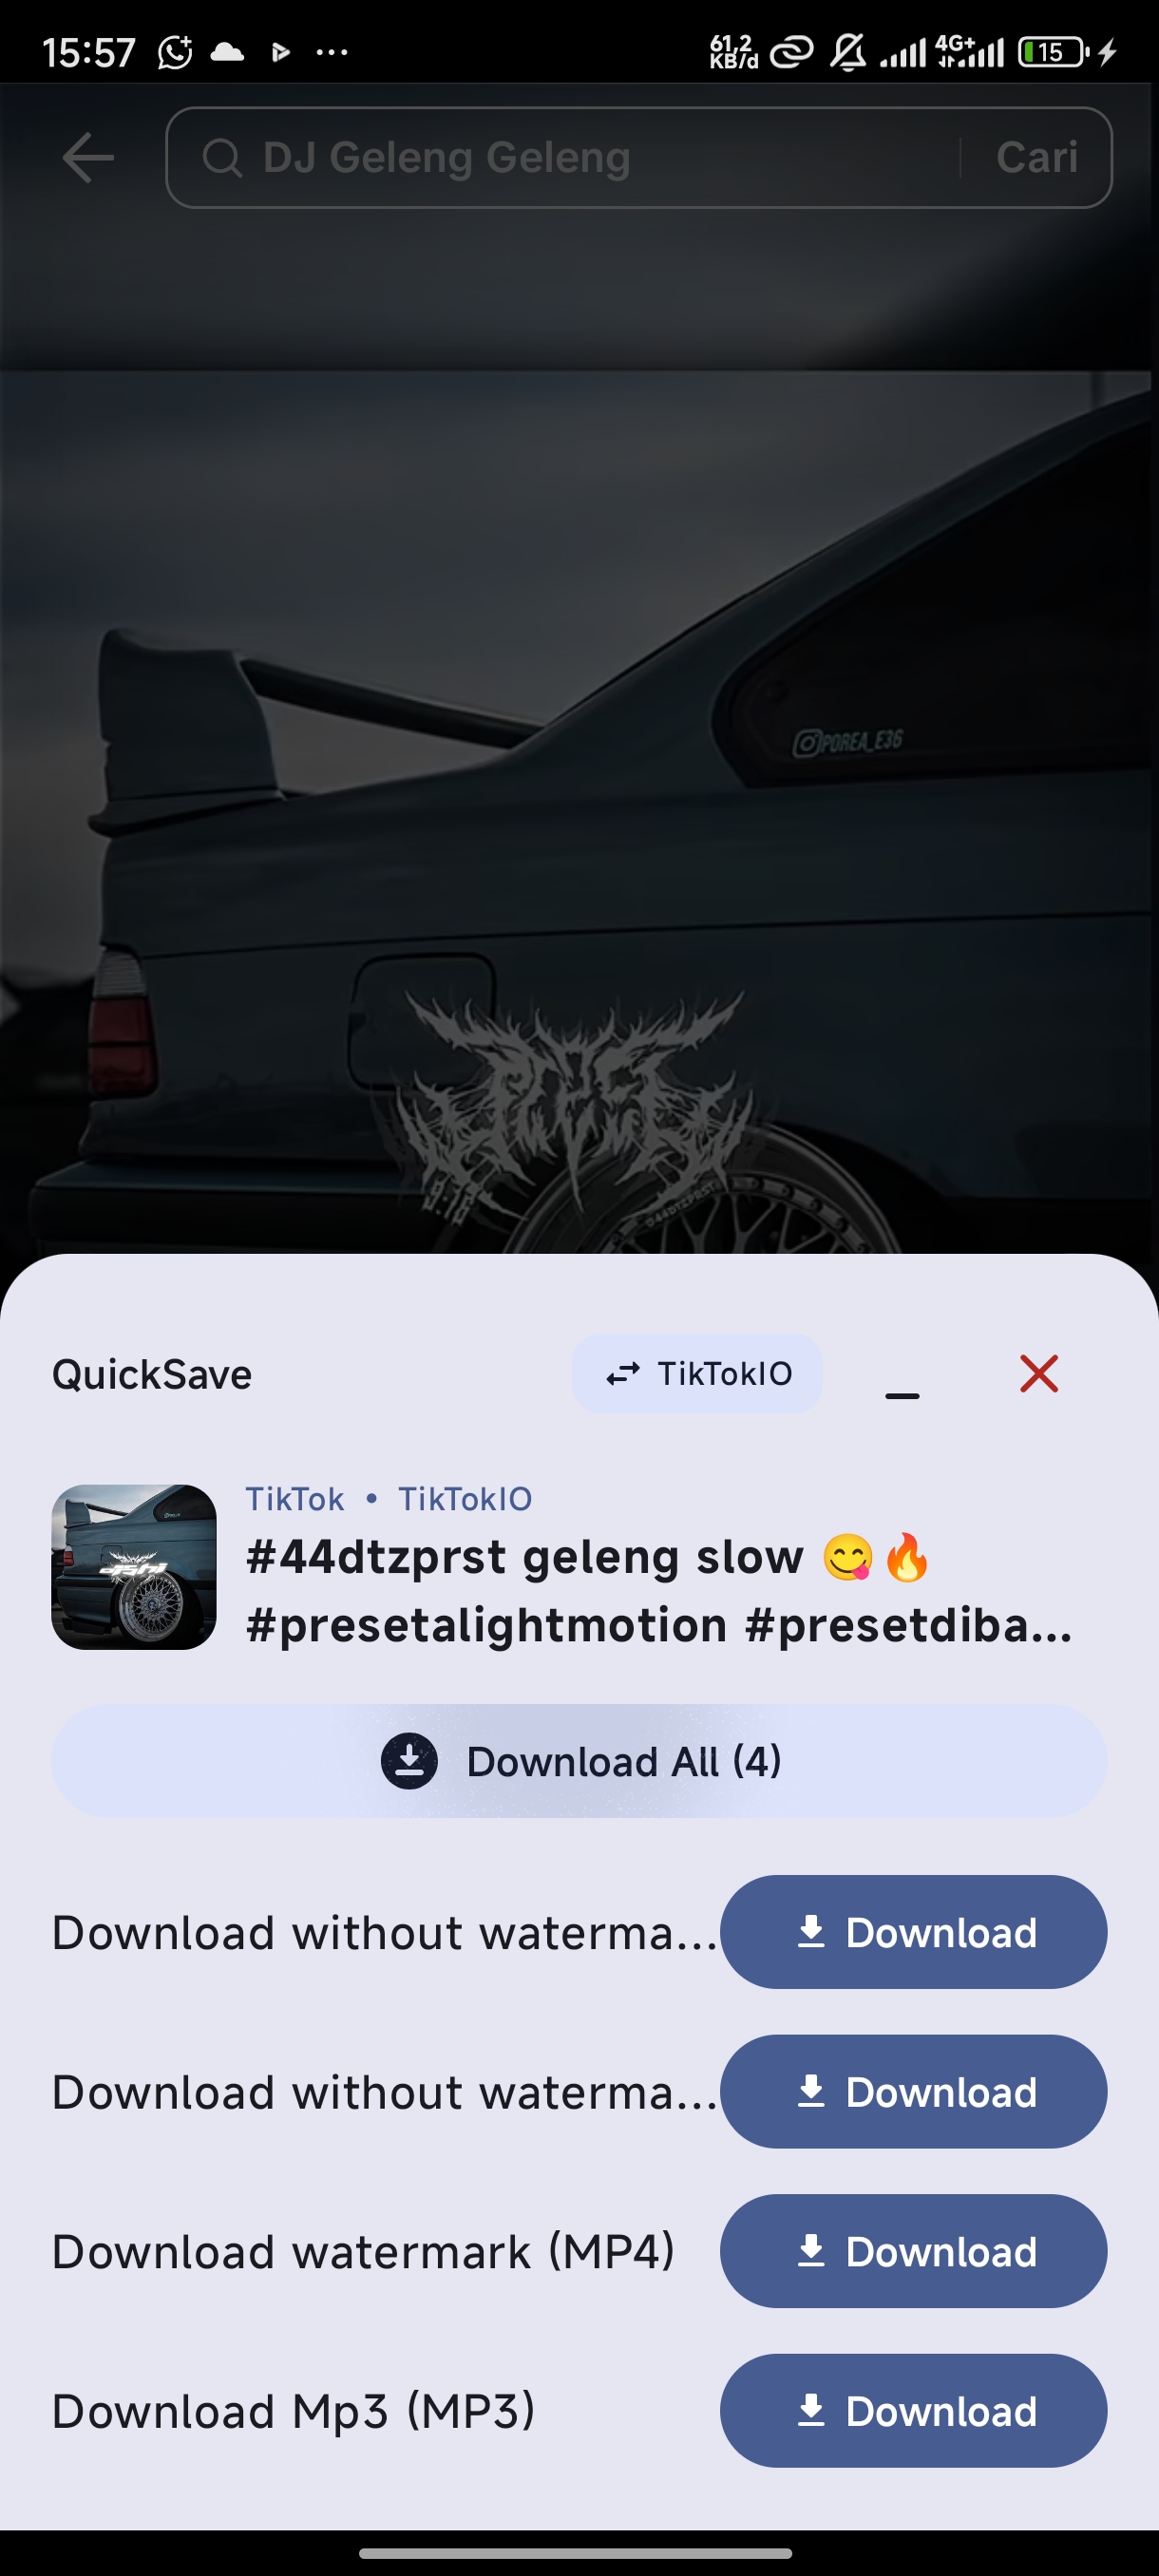 15:57
61,2
KB/d
4G+
15
DJ Geleng Geleng
Cari
POREA_E36
QuickSave
TikTokIO
TikTok • TikTokIO
#44dtzprst geleng slow 😋🔥
#presetalightmotion #presetdiba...
Download All (4)
Download without waterma...
Download
Download without waterma...
Download
Download watermark (MP4)
Download
Download Mp3 (MP3)
Download